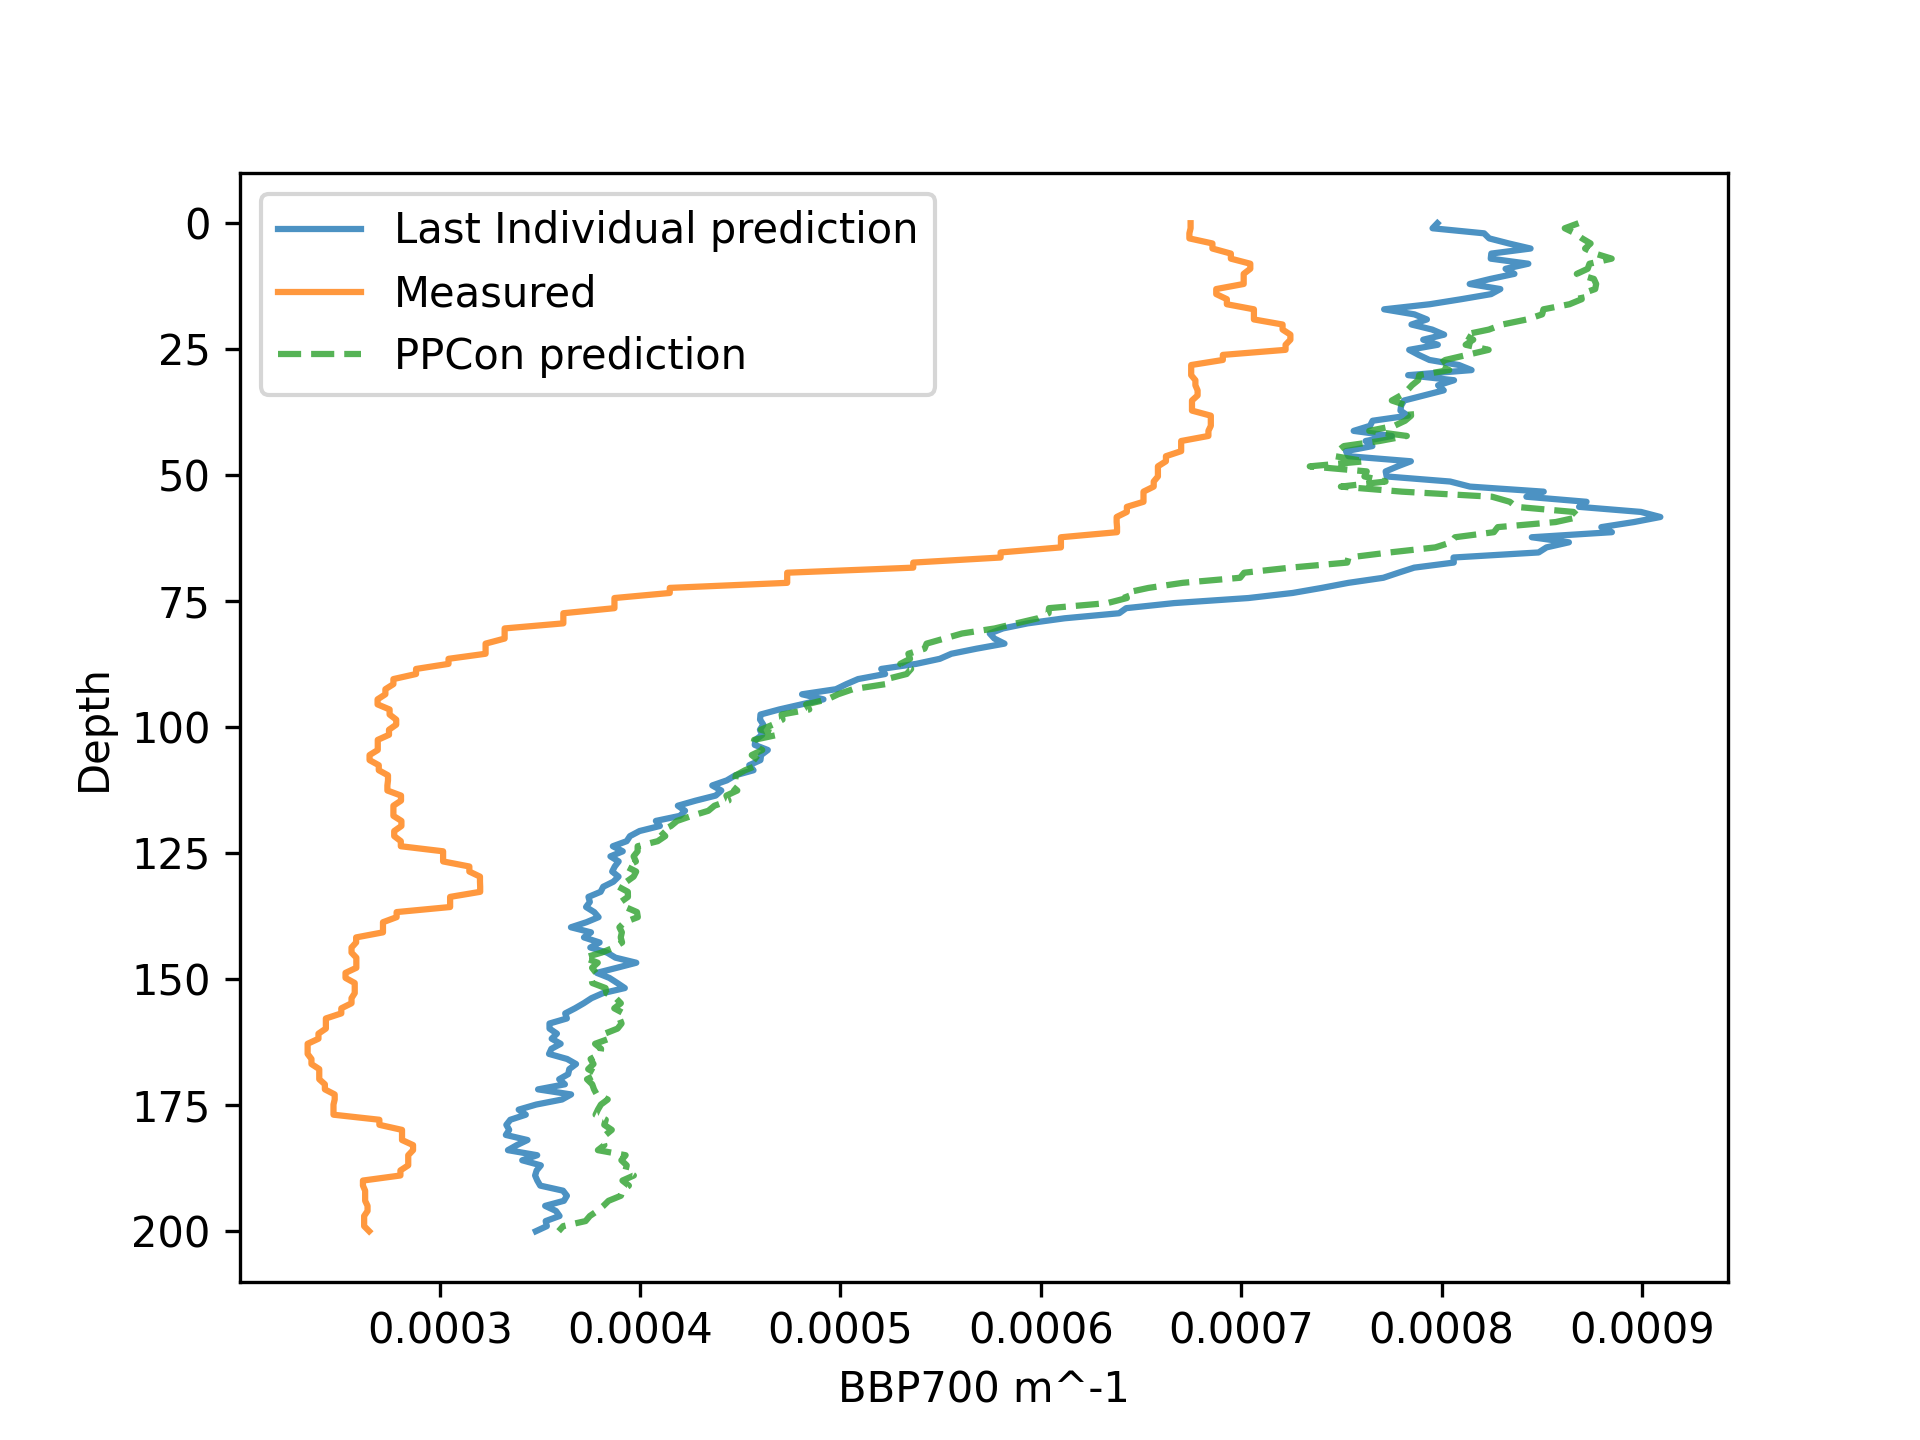 Last Individual prediction
Measured
PPCon prediction
0
25
50
75
100
125
150
175
200
Depth
0.0003 0.0004 0.0005 0.0006 0.0007 0.0008 0.0009
BBP700 m^-1